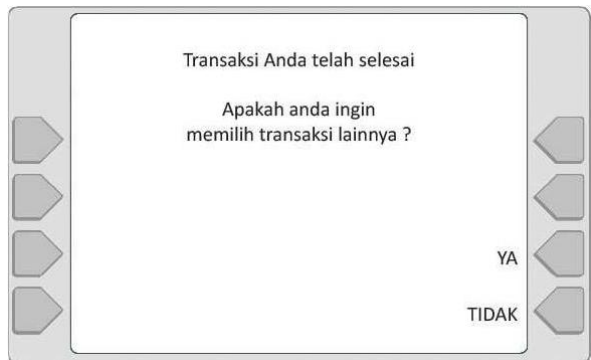 Transaksi Anda telah selesai
Apakah anda ingin
memilih transaksi lainnya ?
YA
TIDAK